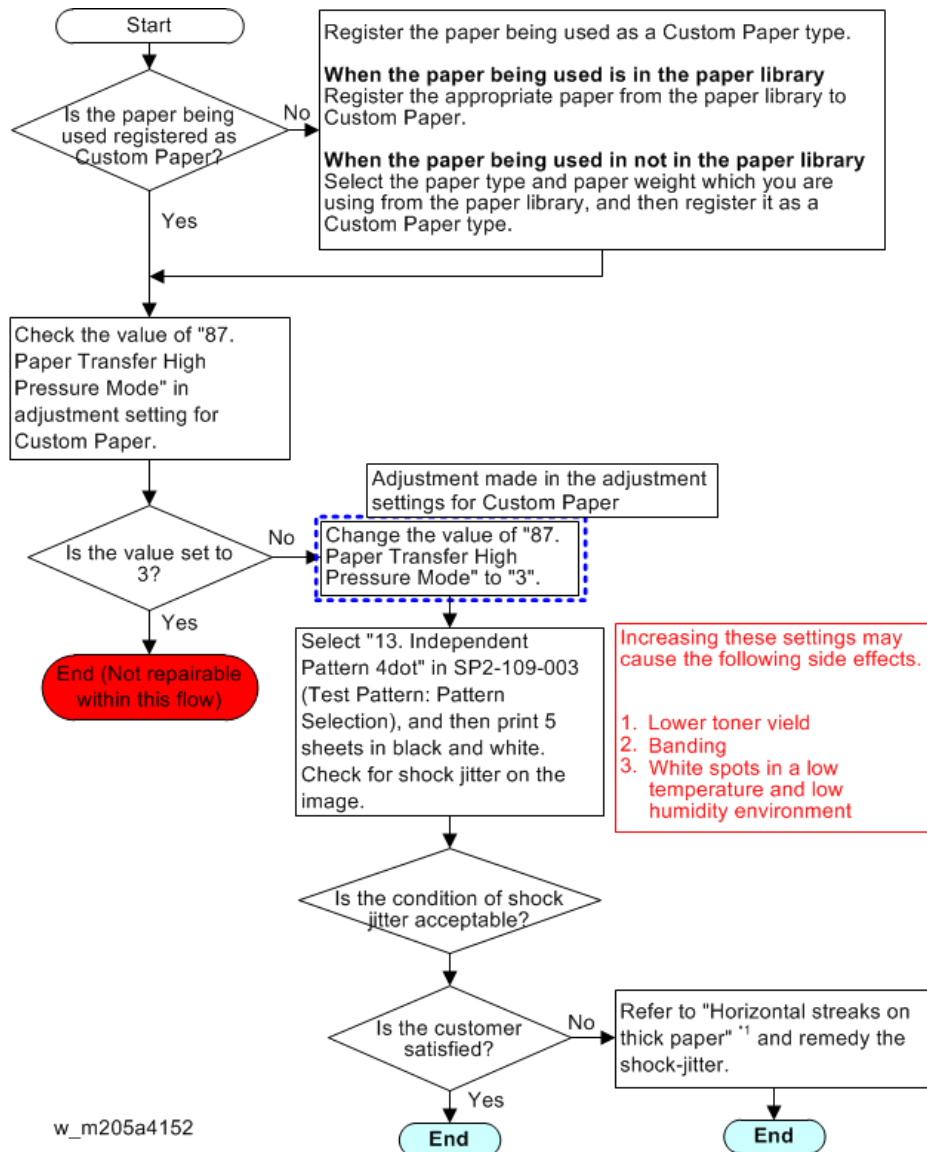 Start
Is the paper being
used registered as
Custom Paper?
No
Yes
Register the paper being used as a Custom Paper type.
When the paper being used is in the paper library
Register the appropriate paper from the paper library to
Custom Paper.
When the paper being used in not in the paper library
Select the paper type and paper weight which you are
using from the paper library, and then register it as a
Custom Paper type.
Check the value of "87.
Paper Transfer High
Pressure Mode" in
adjustment setting for
Custom Paper.
Is the value set to
3?
No
Yes
End (Not repairable
within this flow)
Adjustment made in the adjustment
settings for Custom Paper
Change the value of "87.
Paper Transfer High
Pressure Mode" to "3".
Select "13. Independent
Pattern 4dot" in SP2-109-003
(Test Pattern: Pattern
Selection), and then print 5
sheets in black and white.
Check for shock jitter on the
image.
Increasing these settings may
cause the following side effects.
1. Lower toner yield
2. Banding
3. White spots in a low
temperature and low
humidity environment
Is the condition of shock
jitter acceptable?
Is the customer
satisfied?
No
Yes
Refer to "Horizontal streaks on
thick paper" *1 and remedy the
shock-jitter.
End
End
w_m205a4152